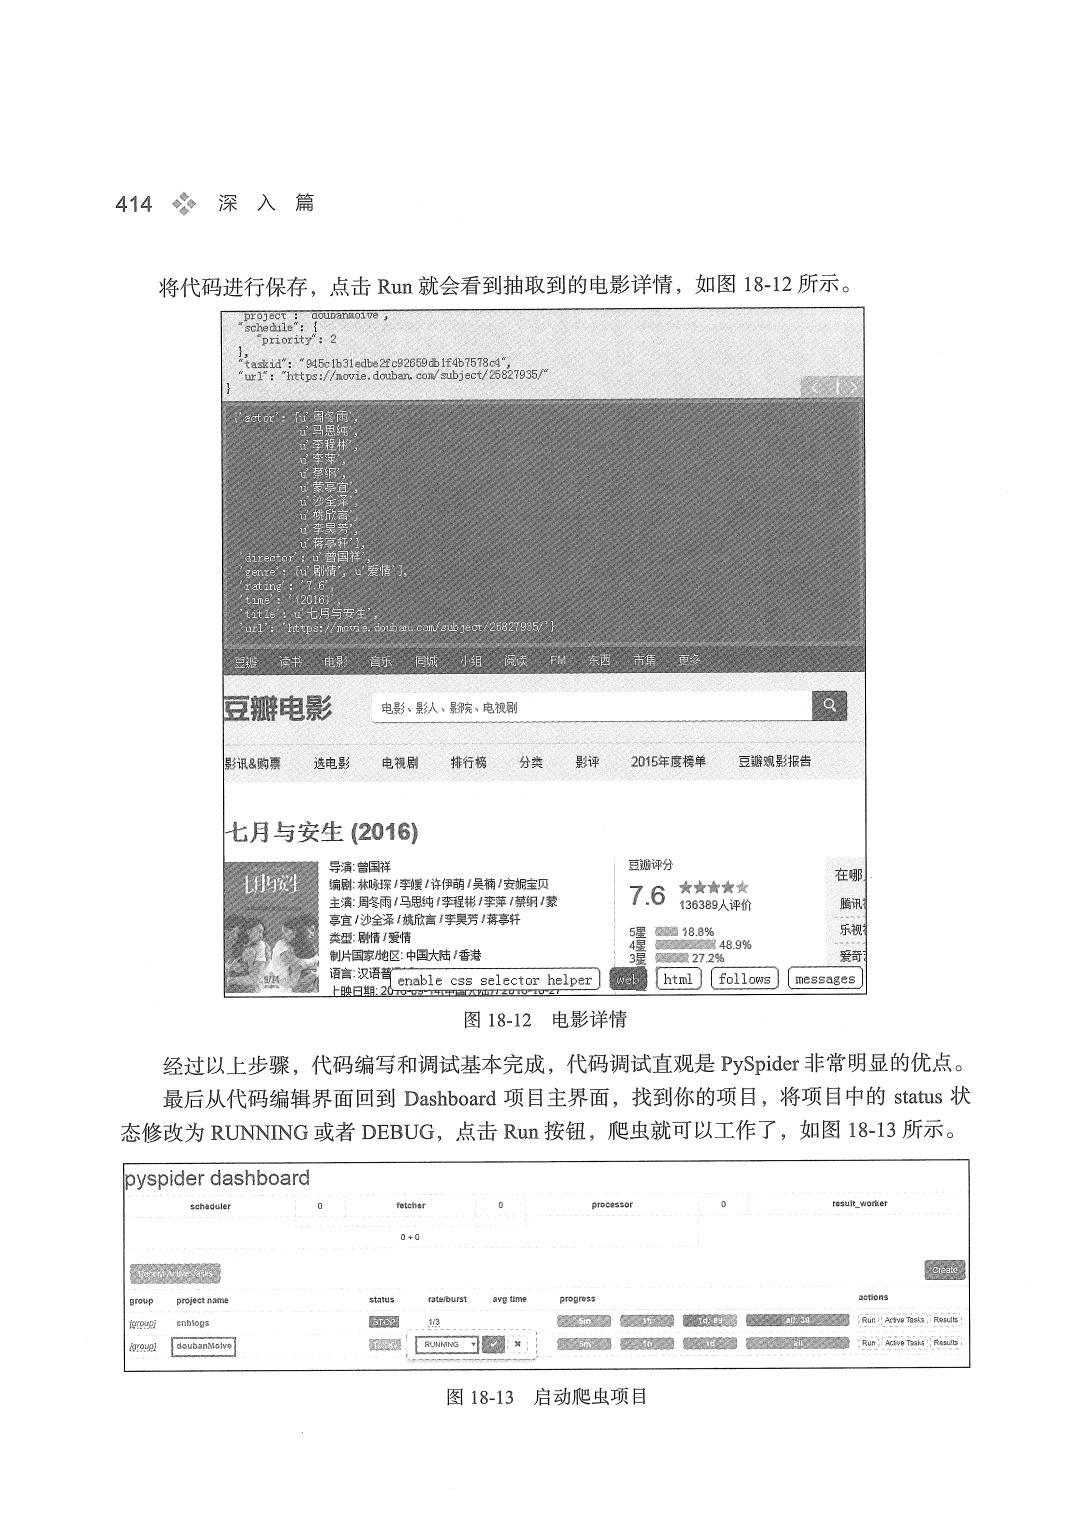 414 深 入 篇
将代码进行保存，点击 Run 就会看到抽取到的电影详情，如图 18-12 所示。
"project": "doubanmoive",
"schedule": {
"priority": 2
},
"taskid": "945c1b31edbe2fc92659db1f4b7578c4",
"url": "https://movie.douban.com/subject/25827935/"
}
< | >
{'actor': [u'周冬雨',
u'马思纯',
u'李程彬',
u'李萍',
u'蔡纲',
u'蒙亭宜',
u'沙全泽',
u'姚欣言',
u'李昊芳',
u'蒋亭轩'],
'director': u'曾国祥',
'genre': [u'剧情', u'爱情'],
'rating': '7.6',
'time': '(2016)',
'title': u'七月与安生',
'url': 'https://movie.douban.com/subject/25827935/'}
豆瓣 读书 电影 音乐 同城 小组 阅读 FM 东西 市集 更多
豆瓣电影 电影、影人、影院、电视剧
影讯&购票 选电影 电视剧 排行榜 分类 影评 2015年度榜单 豆瓣观影报告
七月与安生 (2016)
七月与安生
9/14
导演: 曾国祥
编剧: 林咏琛 / 李媛 / 许伊萌 / 吴楠 / 安妮宝贝
主演: 周冬雨 / 马思纯 / 李程彬 / 李萍 / 蔡纲 / 蒙
亭宜 / 沙全泽 / 姚欣言 / 李昊芳 / 蒋亭轩
类型: 剧情 / 爱情
制片国家/地区: 中国大陆 / 香港
语言: 汉语普
上映日期: 2016-09-14(中国大陆) / 2016-10-27
豆瓣评分
7.6
136389人评价
5星 18.8%
4星 48.9%
3星 27.2%
在哪
腾讯
乐视
爱奇
enable css selector helper web html follows messages
图 18-12 电影详情
经过以上步骤，代码编写和调试基本完成，代码调试直观是 PySpider 非常明显的优点。
最后从代码编辑界面回到 Dashboard 项目主界面，找到你的项目，将项目中的 status 状
态修改为 RUNNING 或者 DEBUG，点击 Run 按钮，爬虫就可以工作了，如图 18-13 所示。
pyspider dashboard
scheduler 0 fetcher 0 processor 0 result_worker
0 + 0
Recent Active Tasks Create
group project name status rate/burst avg time progress actions
[group] cnblogs STOP 1/3 5m 1h 1d: 89 all: 38 Run Active Tasks Results
[group] doubanMoive TODO RUNNING 5m 1h 1d all Run Active Tasks Results
图 18-13 启动爬虫项目